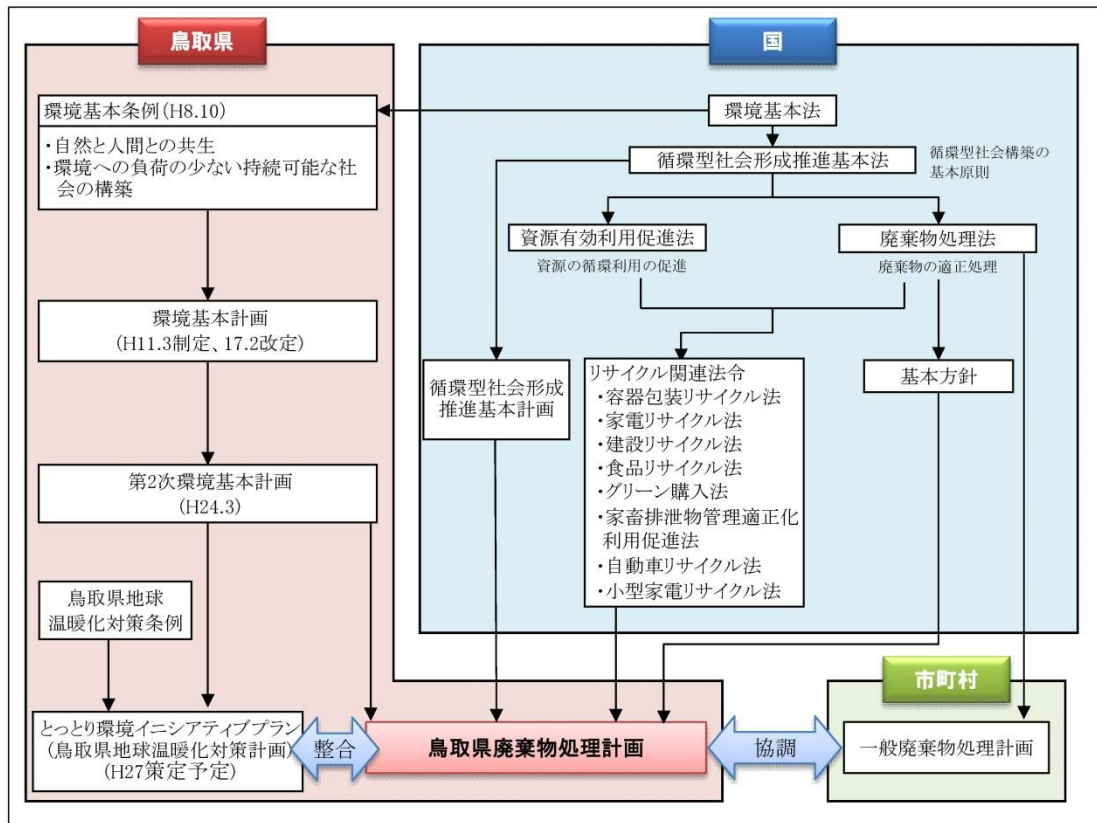 鳥取県
環境基本条例(H8.10)
・自然と人間との共生
・環境への負荷の少ない持続可能な社
会の構築
環境基本計画
(H11.3制定、17.2改定)
第2次環境基本計画
(H24.3)
鳥取県地球
温暖化対策条例
とっとり環境イニシアティブプラン
(鳥取県地球温暖化対策計画)
(H27策定予定)
整合
鳥取県廃棄物処理計画
国
環境基本法
循環型社会形成推進基本法
循環型社会構築の
基本原則
資源有効利用促進法
資源の循環利用の促進
廃棄物処理法
廃棄物の適正処理
循環型社会形成
推進基本計画
リサイクル関連法令
・容器包装リサイクル法
・家電リサイクル法
・建設リサイクル法
・食品リサイクル法
・グリーン購入法
・家畜排泄物管理適正化
利用促進法
・自動車リサイクル法
・小型家電リサイクル法
基本方針
協調
市町村
一般廃棄物処理計画